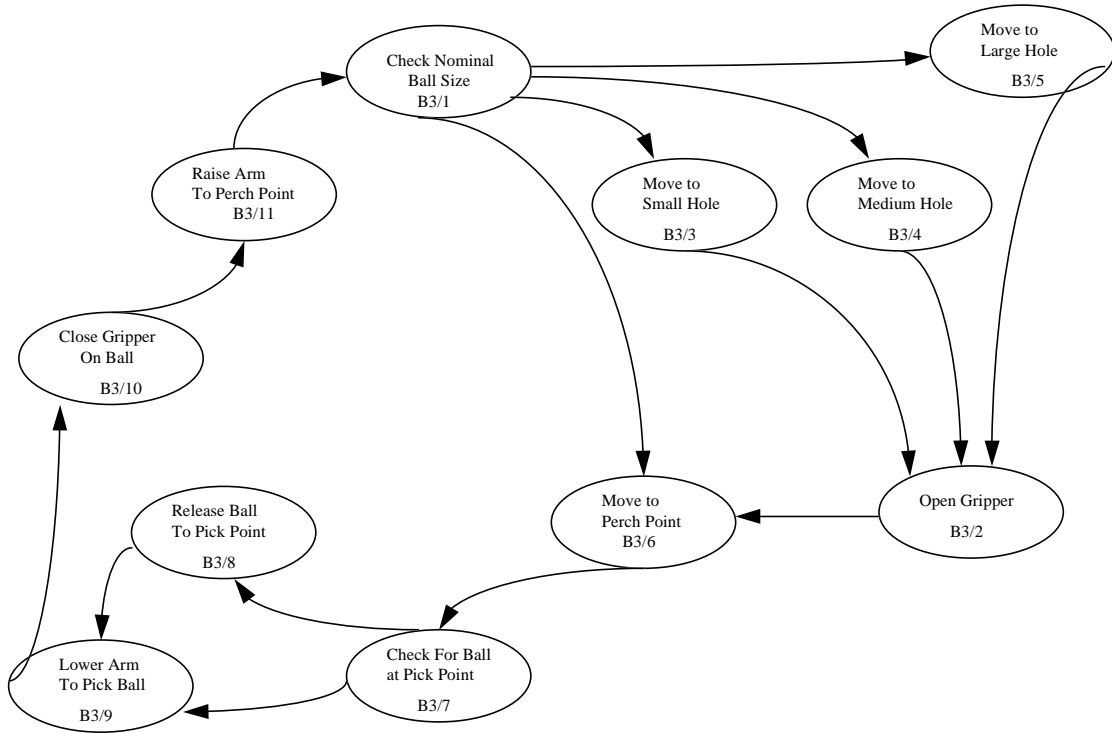 Check Nominal
Ball Size
B3/1
Move to
Large Hole
B3/5
Raise Arm
To Perch Point
B3/11
Move to
Small Hole
B3/3
Move to
Medium Hole
B3/4
Close Gripper
On Ball
B3/10
Release Ball
To Pick Point
B3/8
Move to
Perch Point
B3/6
Open Gripper
B3/2
Lower Arm
To Pick Ball
B3/9
Check For Ball
at Pick Point
B3/7